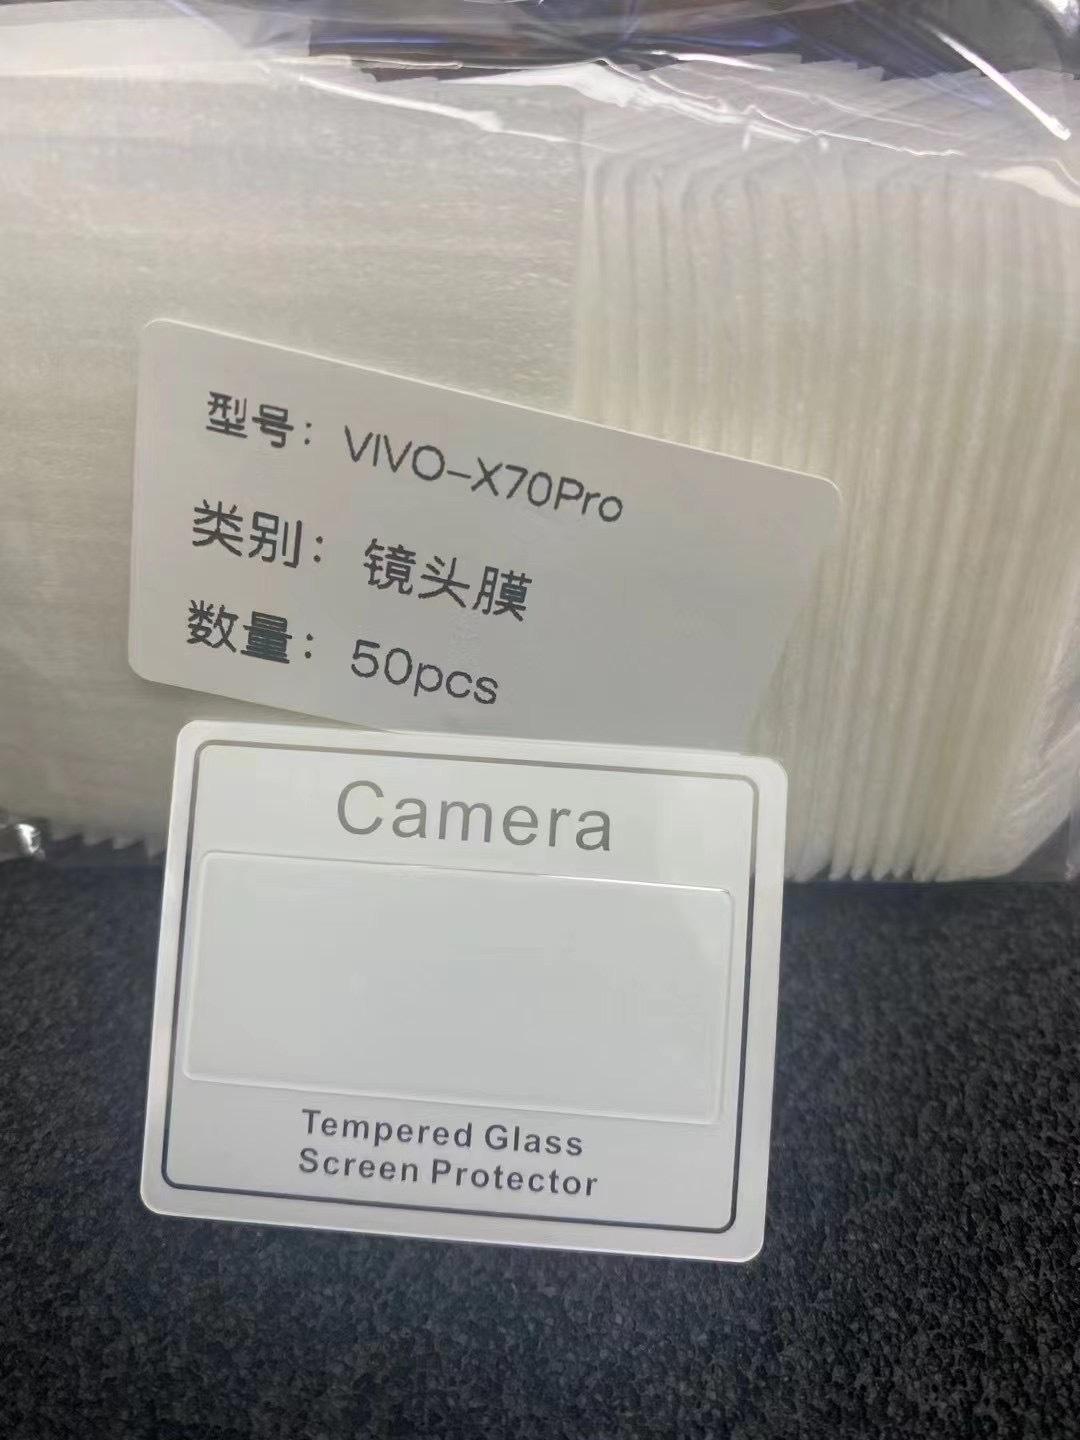 型号：VIVO-X70Pro
类别：镜头膜
数量：50pcs
Camera
Tempered Glass
Screen Protector